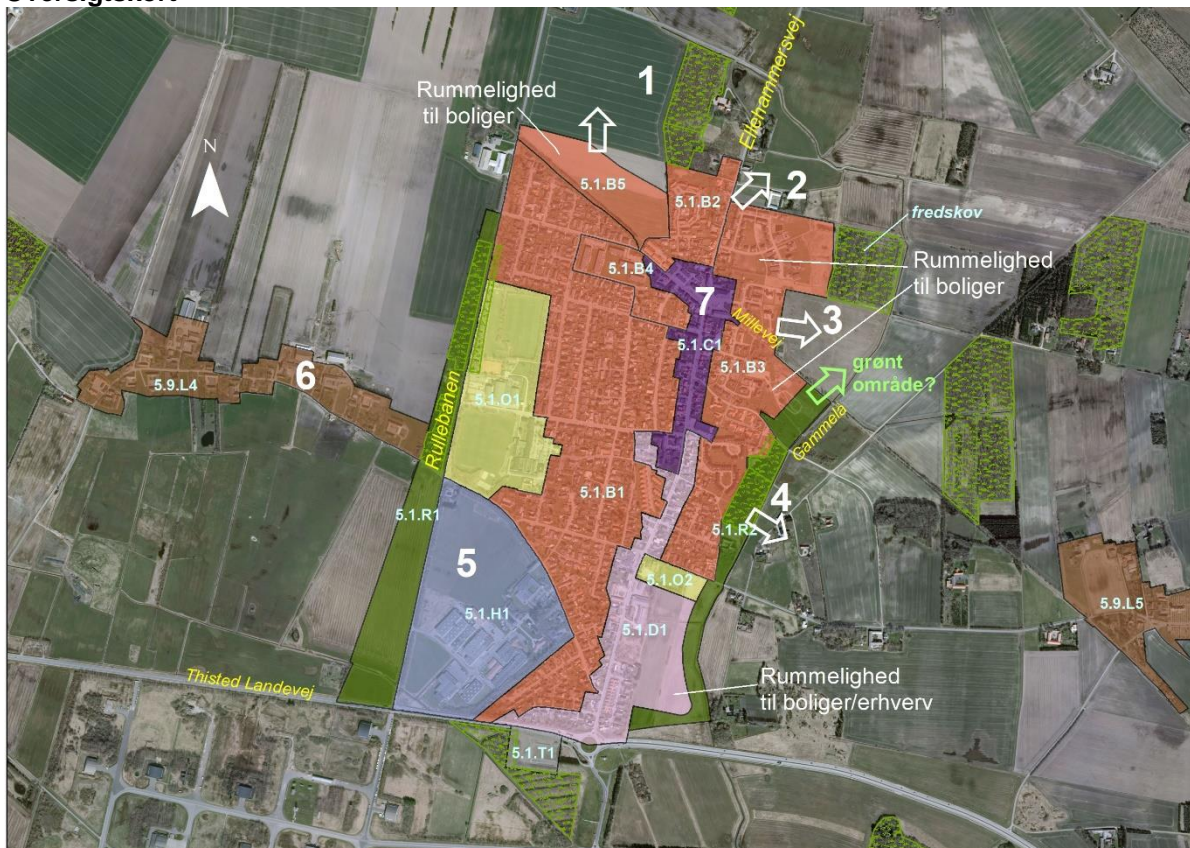 Oversigtskort
1
Ellehammersvej
Rummelighed
til boliger
N
2
5.1.B5
5.1.B2
fredskov
Rummelighed
til boliger
5.1.B4
7
Millevej
3
5.1.C1
5.1.B3
grønt
område?
5.9.L4
6
5.1.O1
Rullebanen
Gammela
5.1.B1
4
5.1.R1
5.1.R2
5
5.1.O2
5.9.L5
5.1.H1
5.1.D1
Thisted Landevej
Rummelighed
til boliger/erhverv
5.1.T1